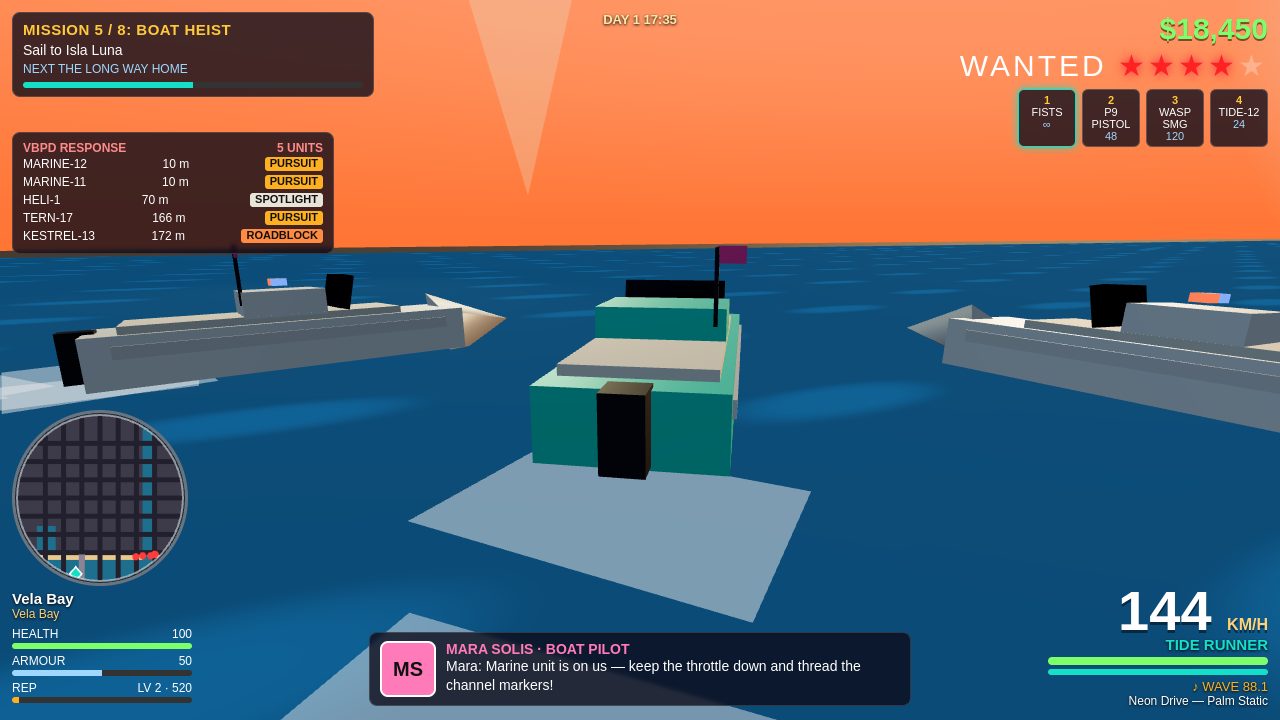 MISSION 5 / 8: BOAT HEIST
Sail to Isla Luna
NEXT THE LONG WAY HOME
DAY 1 17:35
$18,450
WANTED ★★★★★
1 FISTS ∞
2 P9 PISTOL 48
3 WASP SMG 120
4 TIDE-12 24
VBPD RESPONSE 5 UNITS
MARINE-12 10 m PURSUIT
MARINE-11 10 m PURSUIT
HELI-1 70 m SPOTLIGHT
TERN-17 166 m PURSUIT
KESTREL-13 172 m ROADBLOCK
Vela Bay
Vela Bay
HEALTH 100
ARMOUR 50
REP LV 2 · 520
MS
MARA SOLIS · BOAT PILOT
Mara: Marine unit is on us — keep the throttle down and thread the
channel markers!
144 KM/H
TIDE RUNNER
♪ WAVE 88.1
Neon Drive — Palm Static